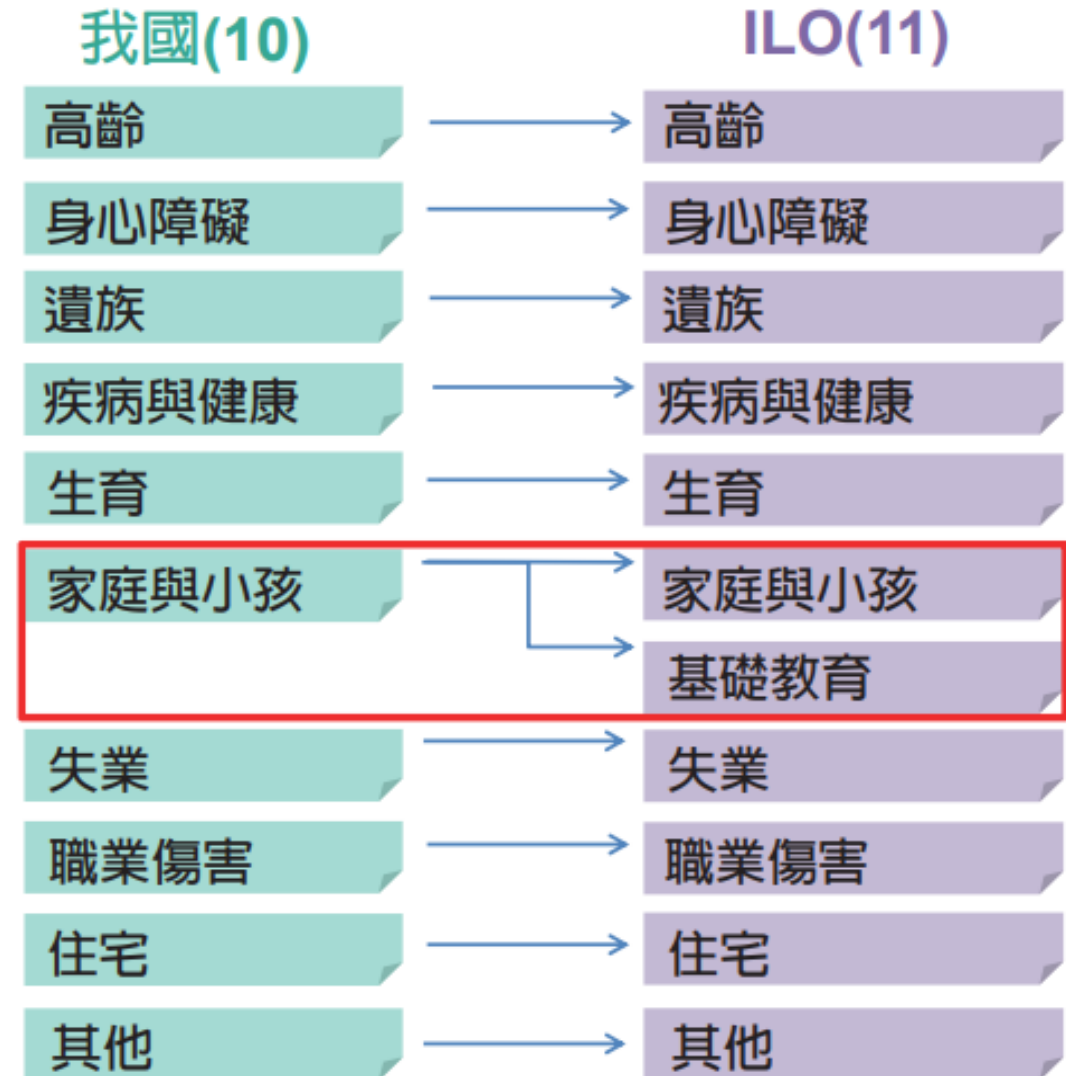 我國(10) ILO(11)
高齡 高齡
身心障礙 身心障礙
遺族 遺族
疾病與健康 疾病與健康
生育 生育
家庭與小孩 家庭與小孩
基礎教育
失業 失業
職業傷害 職業傷害
住宅 住宅
其他 其他